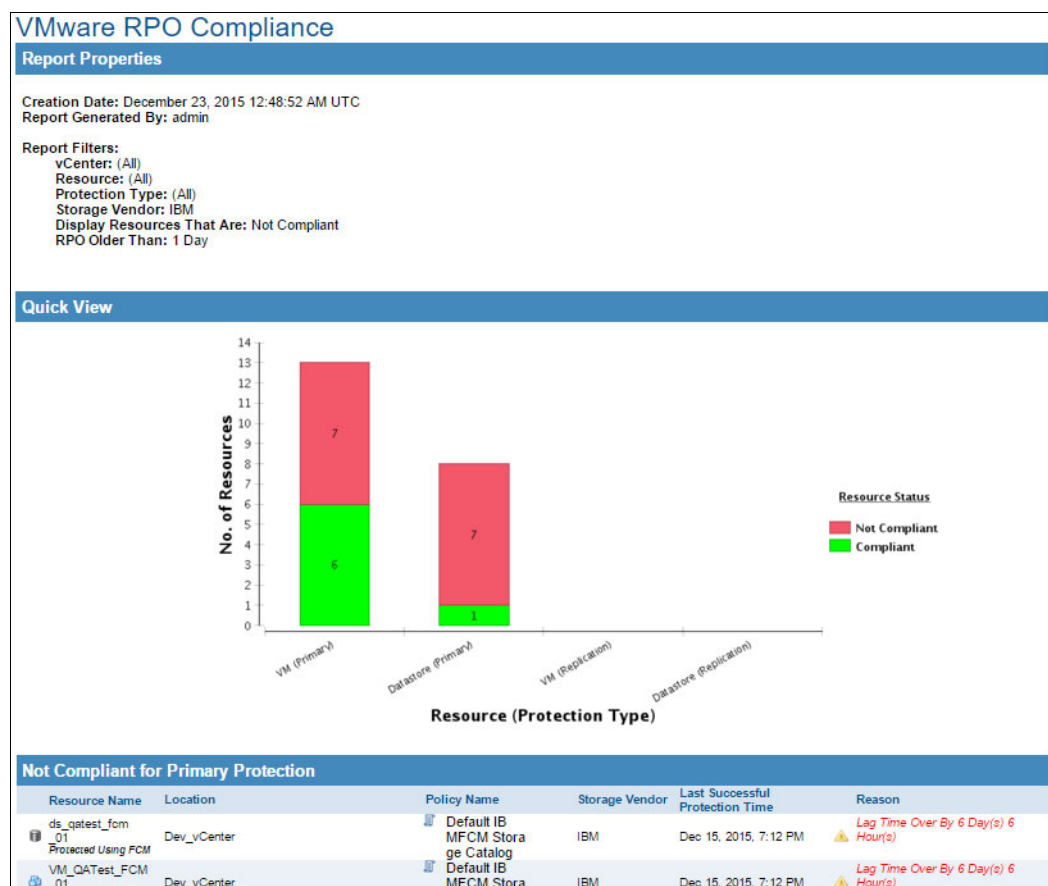 VMware RPO Compliance
Report Properties
Creation Date: December 23, 2015 12:48:52 AM UTC
Report Generated By: admin
Report Filters:
vCenter: (All)
Resource: (All)
Protection Type: (All)
Storage Vendor: IBM
Display Resources That Are: Not Compliant
RPO Older Than: 1 Day
Quick View
No. of Resources
14
13
12
11
10
9
8
7
6
5
4
3
2
1
0
7
6
7
1
VM (Primary)
Datastore (Primary)
VM (Replication)
Datastore (Replication)
Resource (Protection Type)
Resource Status
Not Compliant
Compliant
Not Compliant for Primary Protection
Resource Name Location Policy Name Storage Vendor Last Successful Protection Time Reason
ds_qatest_fcm
_01
Protected Using FCM
Dev_vCenter
Default IB
MFCM Stora
ge Catalog
IBM
Dec 15, 2015, 7:12 PM
Lag Time Over By 6 Day(s) 6
Hour(s)
VM_QATest_FCM
_01
Dev_vCenter
Default IB
MFCM Stora
IBM
Dec 15, 2015, 7:12 PM
Lag Time Over By 6 Day(s) 6
Hour(s)